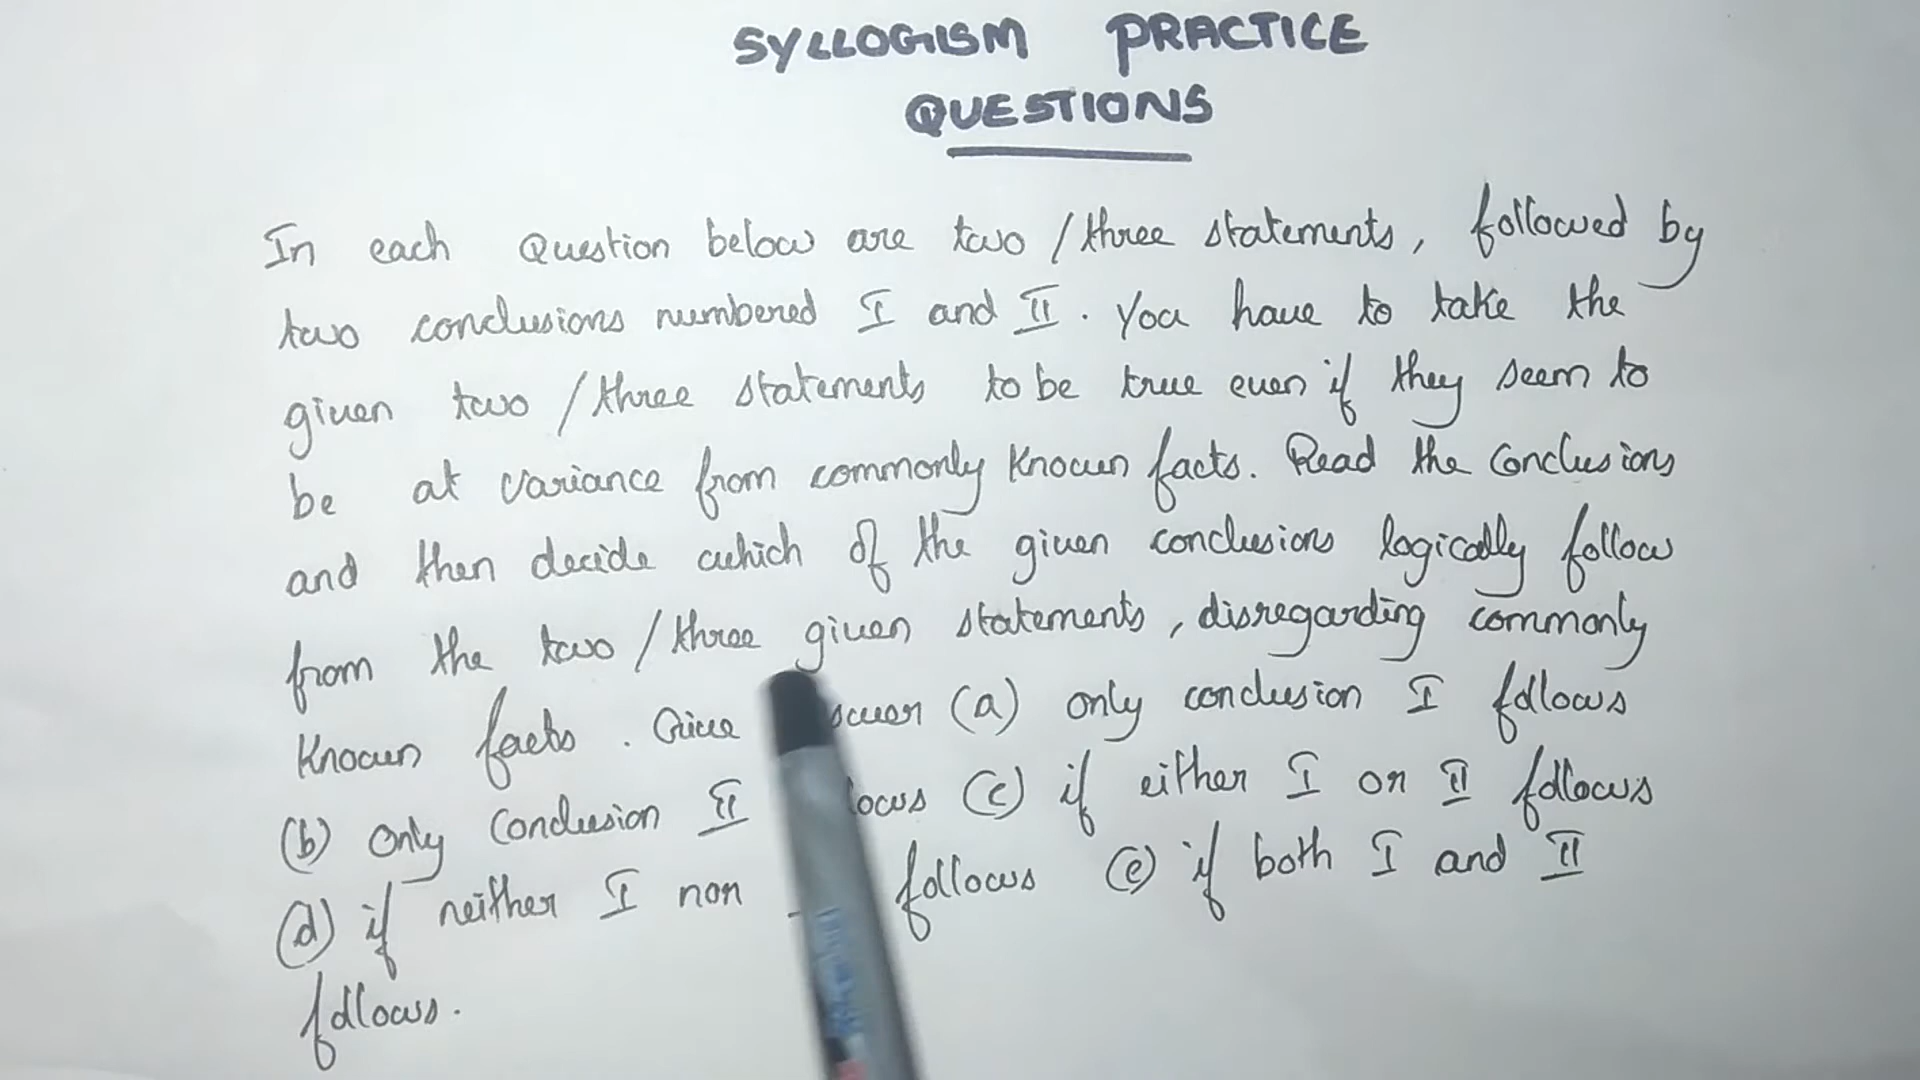 SYLLOGISM PRACTICE
QUESTIONS
In each Question below are two / three statements, followed by
two conclusions numbered I and II. You have to take the
given two / three statements to be true even if they seem to
be at variance from commonly known facts. Read the conclusions
and then decide which of the given conclusions logically follow
from the two / three given statements, disregarding commonly
known facts. Give (a) only conclusion I follows
(b) only conclusion II (c) if either I or II follows
(d) if neither I nor follows (e) if both I and II
follows.